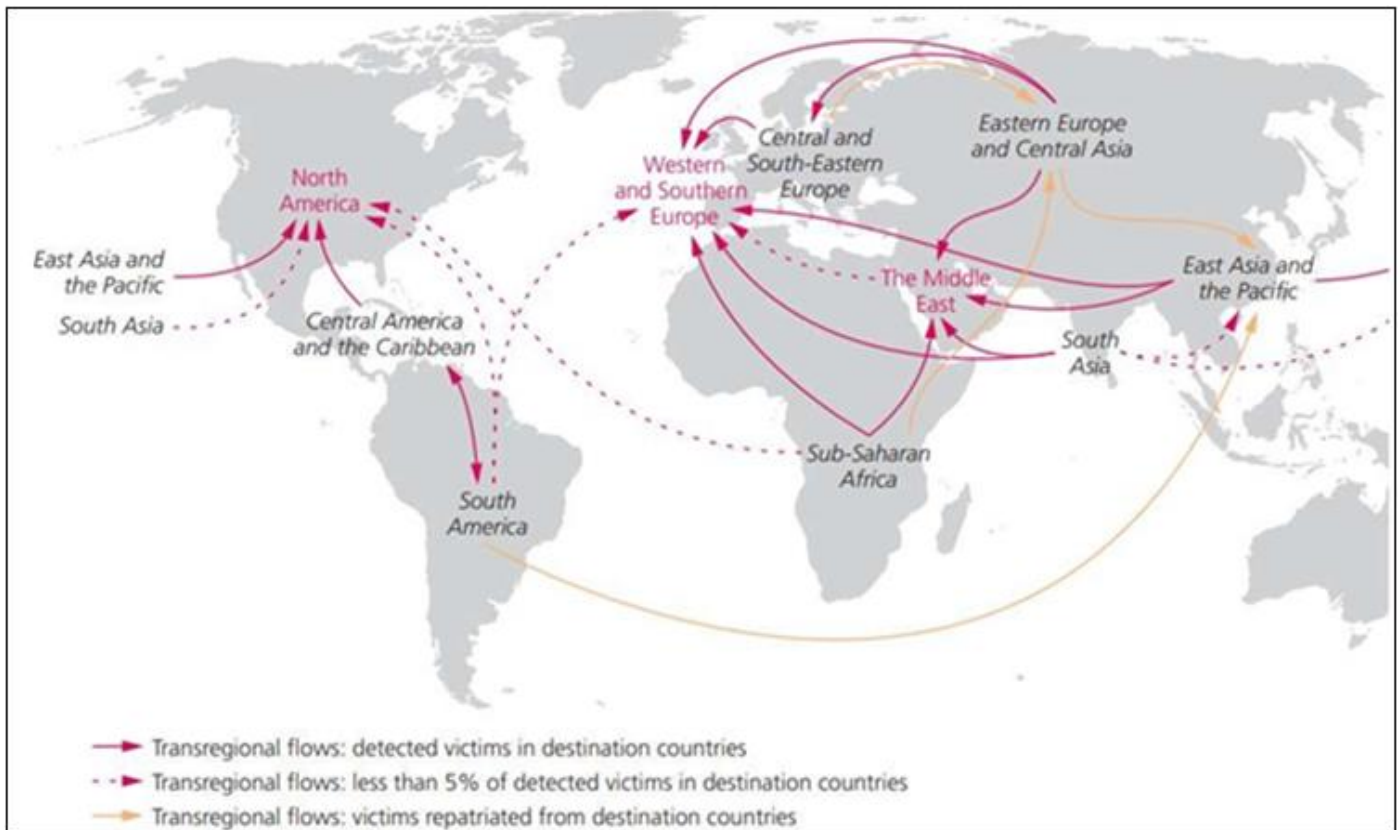 Central and
South-Eastern
Europe
Eastern Europe
and Central Asia
Western
and Southern
Europe
North
America
East Asia and
the Pacific
South Asia
Central America
and the Caribbean
The Middle
East
East Asia and
the Pacific
South
Asia
Sub-Saharan
Africa
South
America
Transregional flows: detected victims in destination countries
Transregional flows: less than 5% of detected victims in destination countries
Transregional flows: victims repatriated from destination countries